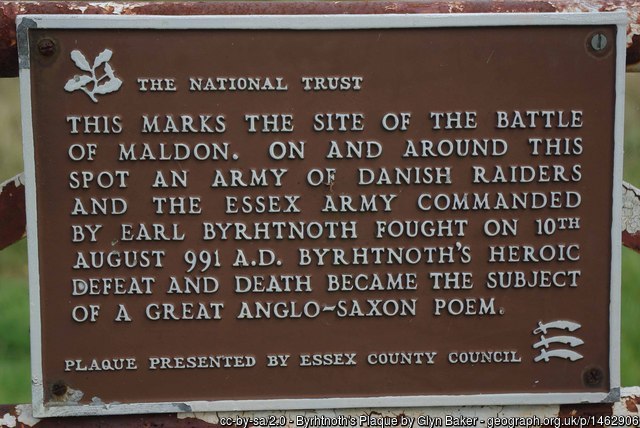 THE NATIONAL TRUST
THIS MARKS THE SITE OF THE BATTLE
OF MALDON. ON AND AROUND THIS
SPOT AN ARMY OF DANISH RAIDERS
AND THE ESSEX ARMY COMMANDED
BY EARL BYRHTNOTH FOUGHT ON 10TH
AUGUST 991 A.D. BYRHTNOTH'S HEROIC
DEFEAT AND DEATH BECAME THE SUBJECT
OF A GREAT ANGLO-SAXON POEM.
PLAQUE PRESENTED BY ESSEX COUNTY COUNCIL
cc-by-sa/2.0 - Byrhtnoth's Plaque by Glyn Baker - geograph.org.uk/p/1462906